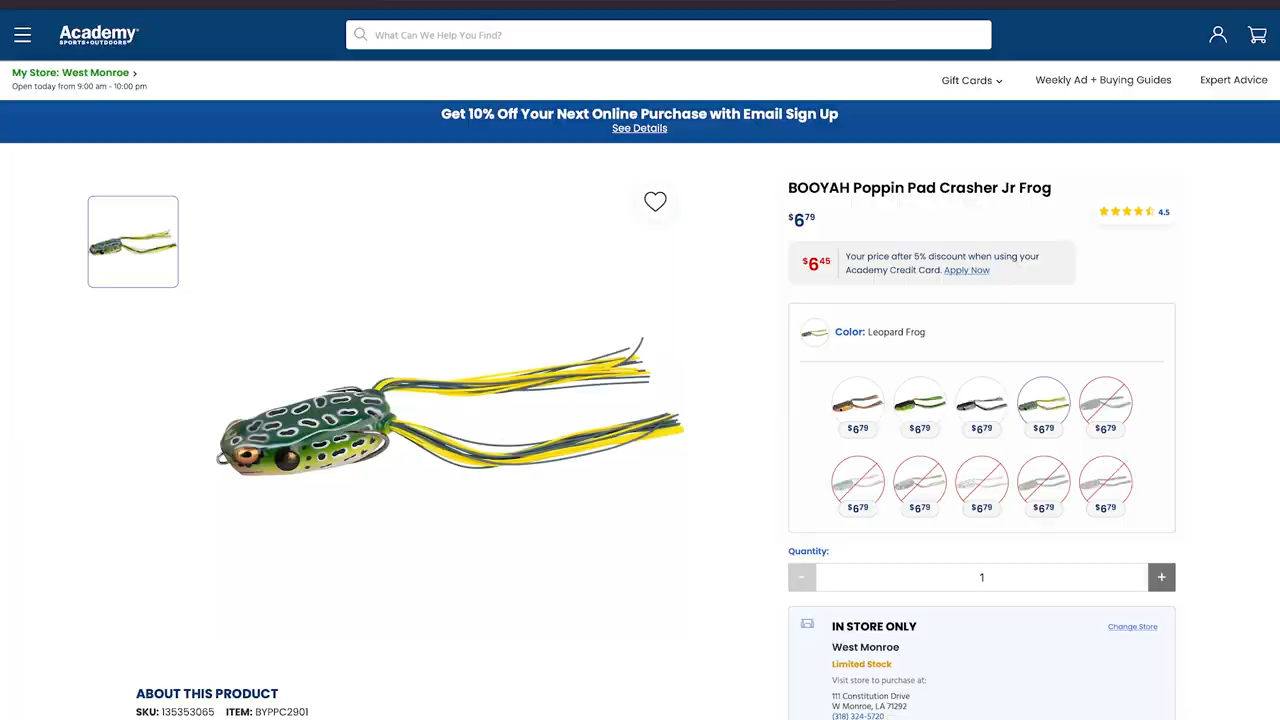 Academy
SPORTS+OUTDOORS
What Can We Help You Find?
My Store: West Monroe
Open today from 9:00 am - 10:00 pm
Gift Cards
Weekly Ad + Buying Guides
Expert Advice
Get 10% Off Your Next Online Purchase with Email Sign Up
See Details
BOOYAH Poppin Pad Crasher Jr Frog
$6.79
4.5
$6.45
Your price after 5% discount when using your
Academy Credit Card. Apply Now
Color: Leopard Frog
$6.79 $6.79 $6.79 $6.79 $6.79
$6.79 $6.79 $6.79 $6.79 $6.79
Quantity:
- 1 +
IN STORE ONLY
Change Store
West Monroe
Limited Stock
Visit store to purchase at:
111 Constitution Drive
W Monroe, LA 71292
(318) 324-5720
ABOUT THIS PRODUCT
SKU: 135353065 ITEM: BYPPC2901